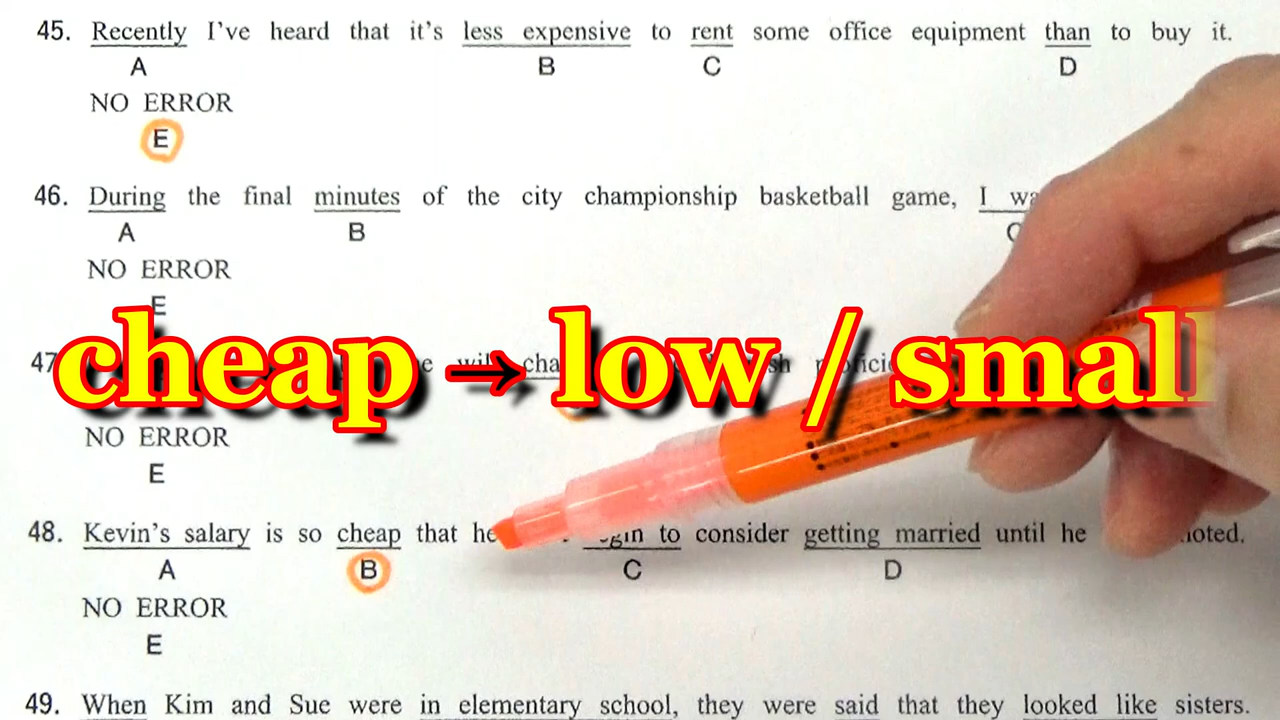 45. Recently I've heard that it's less expensive to rent some office equipment than to buy it.
A B C D
NO ERROR
E
46. During the final minutes of the city championship basketball game, I
A B
NO ERROR
E
cheap → low / small
47
NO ERROR
E
48. Kevin's salary is so cheap that he to consider getting married until he
A B C D
NO ERROR
E
49. When Kim and Sue were in elementary school, they were said that they looked like sisters.